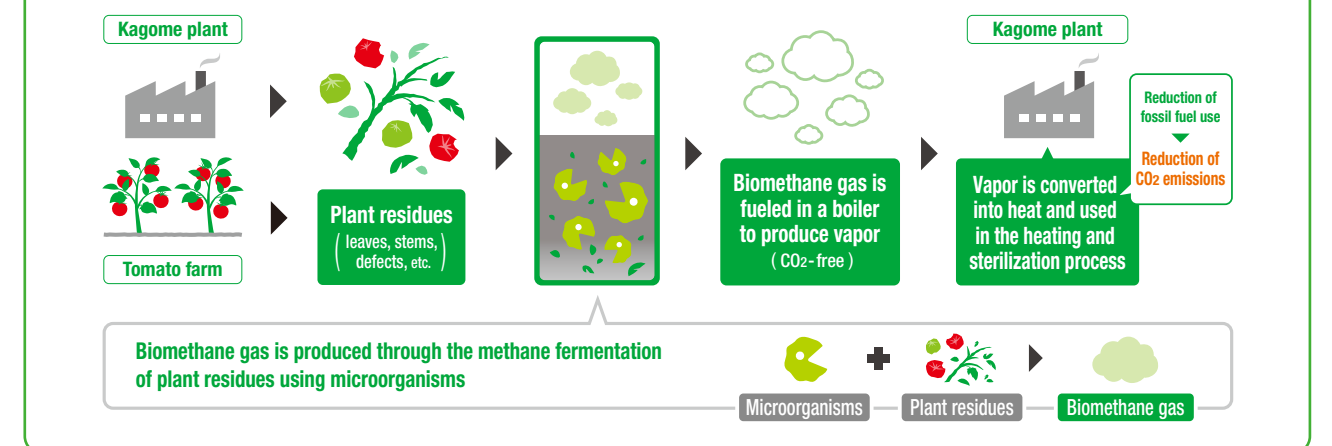 Kagome plant
Tomato farm
Plant residues
( leaves, stems,
defects, etc. )
Biomethane gas is
fueled in a boiler
to produce vapor
( CO2-free )
Kagome plant
Reduction of
fossil fuel use
Reduction of
CO2 emissions
Vapor is converted
into heat and used
in the heating and
sterilization process
Biomethane gas is produced through the methane fermentation
of plant residues using microorganisms
Microorganisms
Plant residues
Biomethane gas